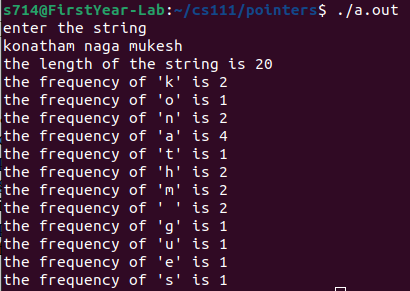 s714@FirstYear-Lab:~/cs111/pointers$ ./a.out
enter the string
konatham naga mukesh
the length of the string is 20
the frequency of 'k' is 2
the frequency of 'o' is 1
the frequency of 'n' is 2
the frequency of 'a' is 4
the frequency of 't' is 1
the frequency of 'h' is 2
the frequency of 'm' is 2
the frequency of ' ' is 2
the frequency of 'g' is 1
the frequency of 'u' is 1
the frequency of 'e' is 1
the frequency of 's' is 1